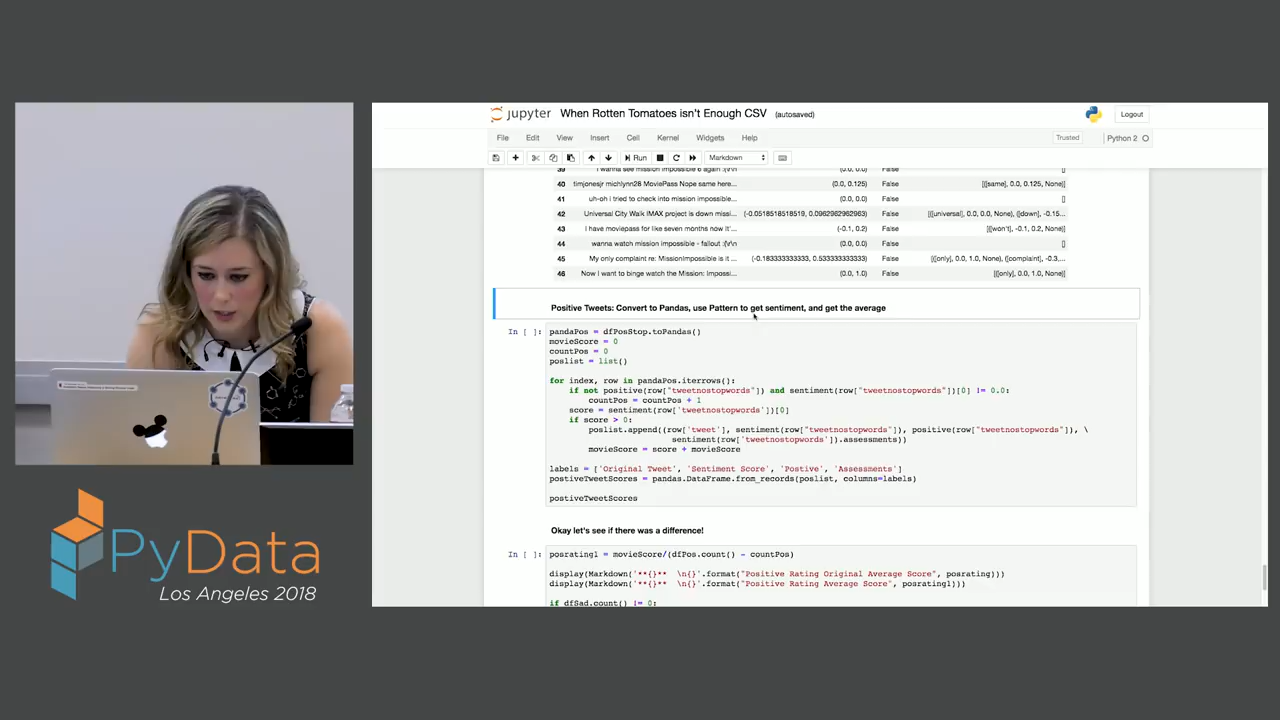 jupyter When Rotten Tomatoes isn't Enough CSV (autosaved) Logout
File Edit View Insert Cell Kernel Widgets Help Trusted Python 2
Run Markdown
39 I wanna see mission impossible 6 again :(\r\n (0.0, 0.0) False []
40 timjonesjr michlynn28 MoviePass Nope same here... (0.0, 0.125) False [([same], 0.0, 0.125, None)]
41 uh-oh i tried to check into mission impossible... (0.0, 0.0) False []
42 Universal City Walk IMAX project is down missi... (-0.0518518518519, 0.0962962962963) False [([universal], 0.0, 0.0, None), ([down], -0.15...
43 I have moviepass for like seven months now it'... (-0.1, 0.2) False [([won't], -0.1, 0.2, None)]
44 wanna watch mission impossible - fallout :(\r\n (0.0, 0.0) False []
45 My only complaint re: MissionImpossible is it ... (-0.183333333333, 0.533333333333) False [([only], 0.0, 1.0, None), ([complaint], -0.3,...
46 Now I want to binge watch the Mission: Impossi... (0.0, 1.0) False [([only], 0.0, 1.0, None)]
Positive Tweets: Convert to Pandas, use Pattern to get sentiment, and get the average
In [ ]: pandaPos = dfPosStop.toPandas()
movieScore = 0
countPos = 0
poslist = list()
for index, row in pandaPos.iterrows():
if not positive(row["tweetnostopwords"]) and sentiment(row["tweetnostopwords"])[0] != 0.0:
countPos = countPos + 1
score = sentiment(row['tweetnostopwords'])[0]
if score > 0:
poslist.append((row['tweet'], sentiment(row["tweetnostopwords"]), positive(row["tweetnostopwords"]), \
sentiment(row['tweetnostopwords']).assessments))
movieScore = score + movieScore
labels = ['Original Tweet', 'Sentiment Score', 'Postive', 'Assessments']
postiveTweetScores = pandas.DataFrame.from_records(poslist, columns=labels)
postiveTweetScores
Okay let's see if there was a difference!
In [ ]: posrating1 = movieScore/(dfPos.count() - countPos)
display(Markdown('**{}** \n{}'.format("Positive Rating Original Average Score", posrating)))
display(Markdown('**{}** \n{}'.format("Positive Rating Average Score", posrating1)))
if dfSad.count() != 0:
PyData
Los Angeles 2018